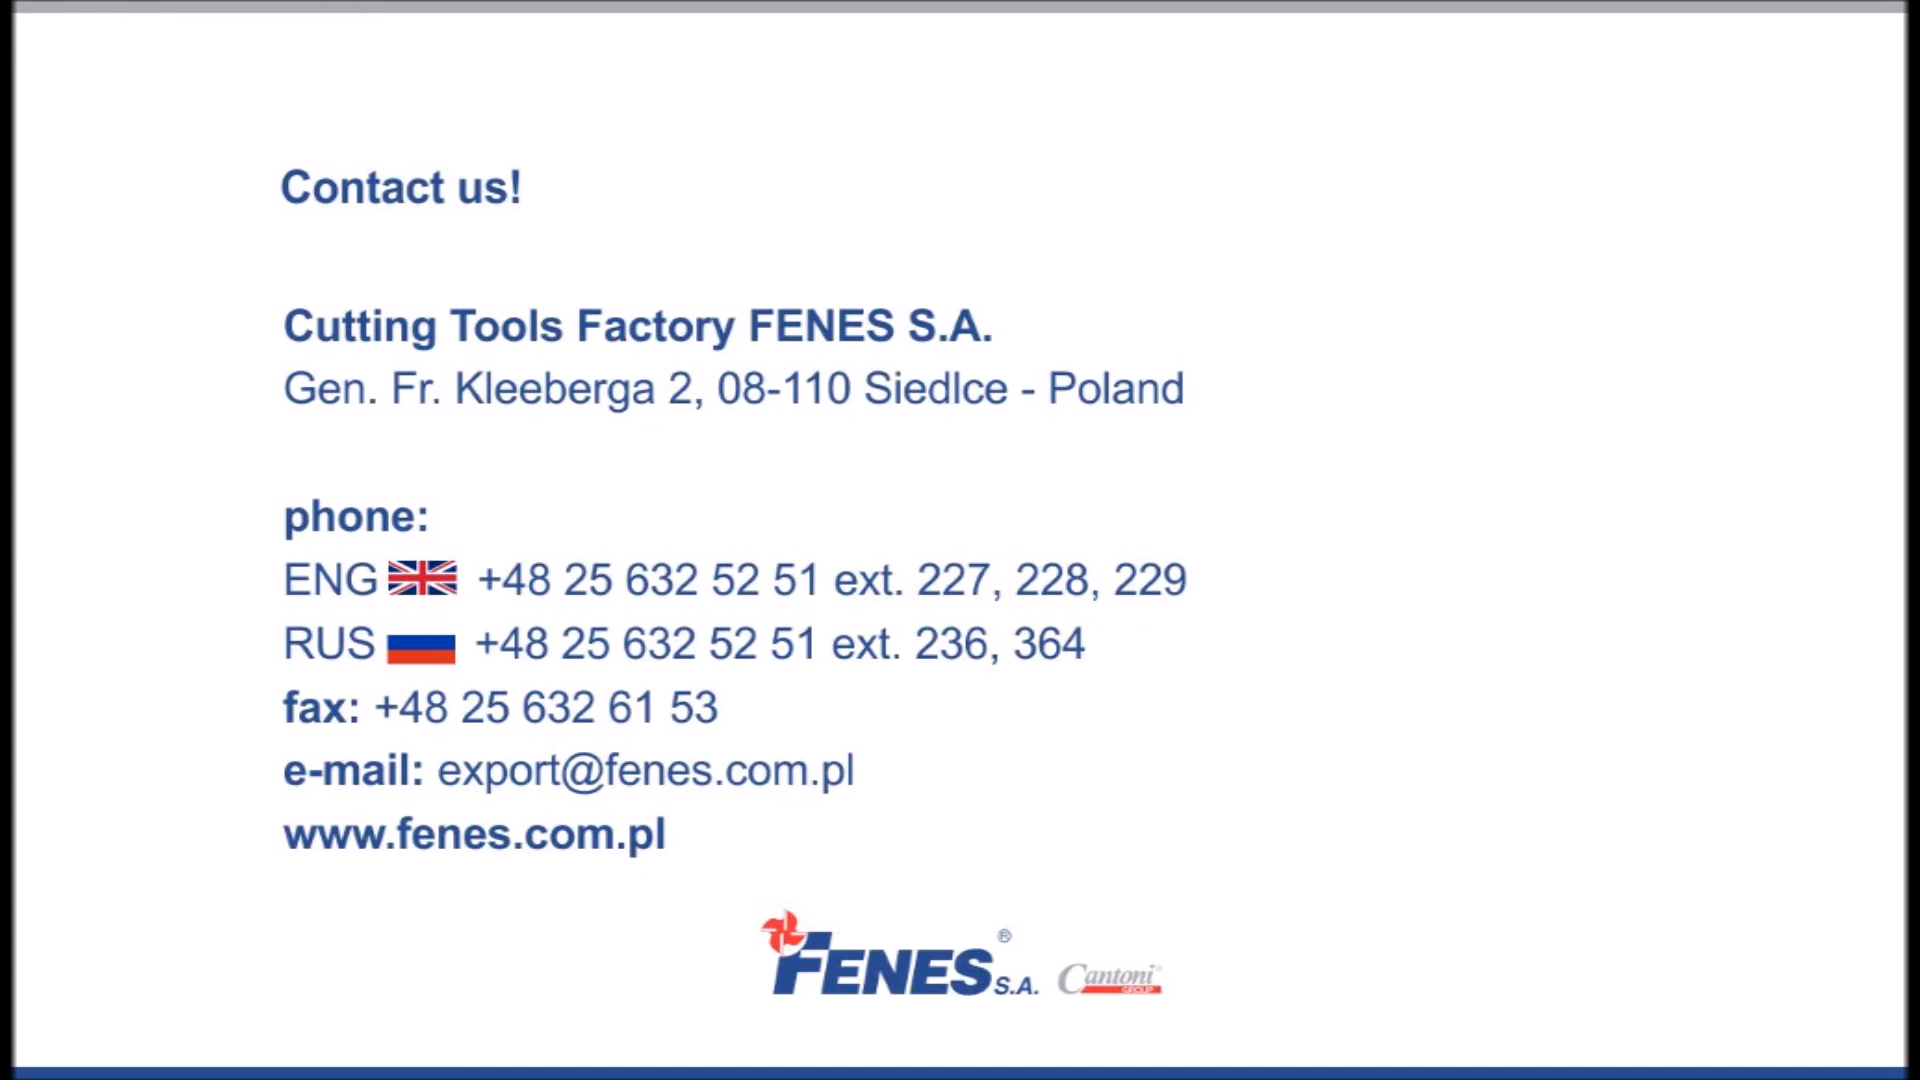 Contact us!
Cutting Tools Factory FENES S.A.
Gen. Fr. Kleeberga 2, 08-110 Siedlce - Poland
phone:
ENG +48 25 632 52 51 ext. 227, 228, 229
RUS +48 25 632 52 51 ext. 236, 364
fax: +48 25 632 61 53
e-mail: export@fenes.com.pl
www.fenes.com.pl
FENES S.A. ® Cantoni GROUP